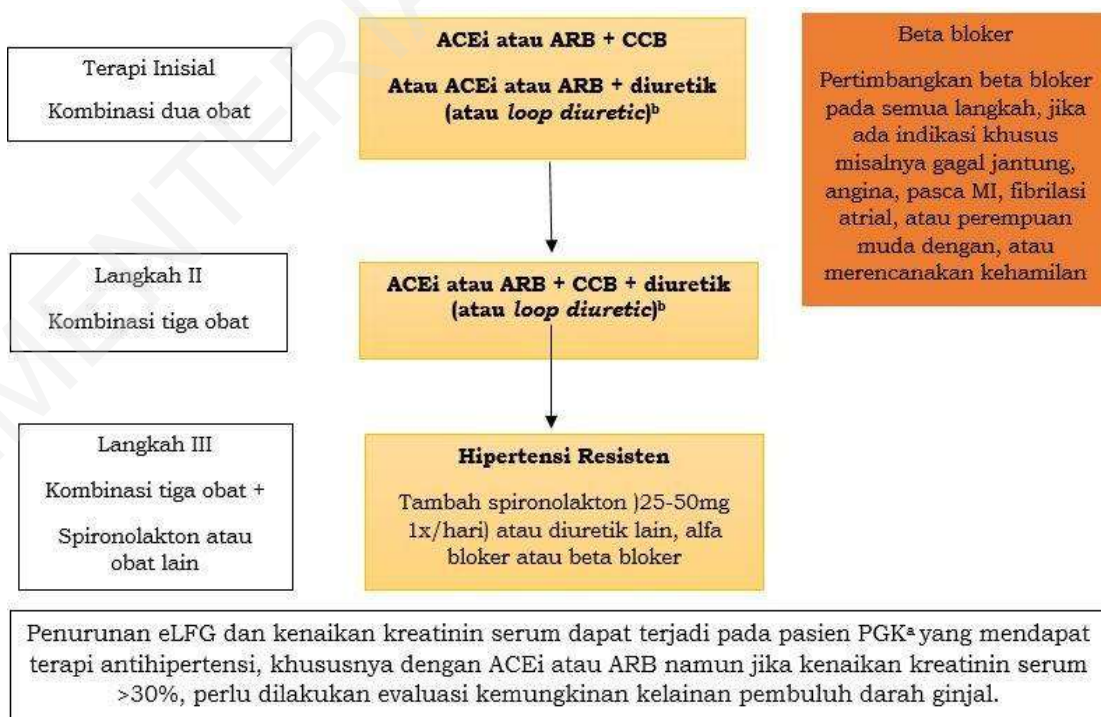 Terapi Inisial
Kombinasi dua obat
ACEi atau ARB + CCB
Atau ACEi atau ARB + diuretik
(atau loop diuretic)ᵇ
Beta bloker
Pertimbangkan beta bloker
pada semua langkah, jika
ada indikasi khusus
misalnya gagal jantung,
angina, pasca MI, fibrilasi
atrial, atau perempuan
muda dengan, atau
merencanakan kehamilan
Langkah II
Kombinasi tiga obat
ACEi atau ARB + CCB + diuretik
(atau loop diuretic)ᵇ
Langkah III
Kombinasi tiga obat +
Spironolakton atau
obat lain
Hipertensi Resisten
Tambah spironolakton )25-50mg
1x/hari) atau diuretik lain, alfa
bloker atau beta bloker
Penurunan eLFG dan kenaikan kreatinin serum dapat terjadi pada pasien PGKᵃ yang mendapat
terapi antihipertensi, khususnya dengan ACEi atau ARB namun jika kenaikan kreatinin serum
>30%, perlu dilakukan evaluasi kemungkinan kelainan pembuluh darah ginjal.